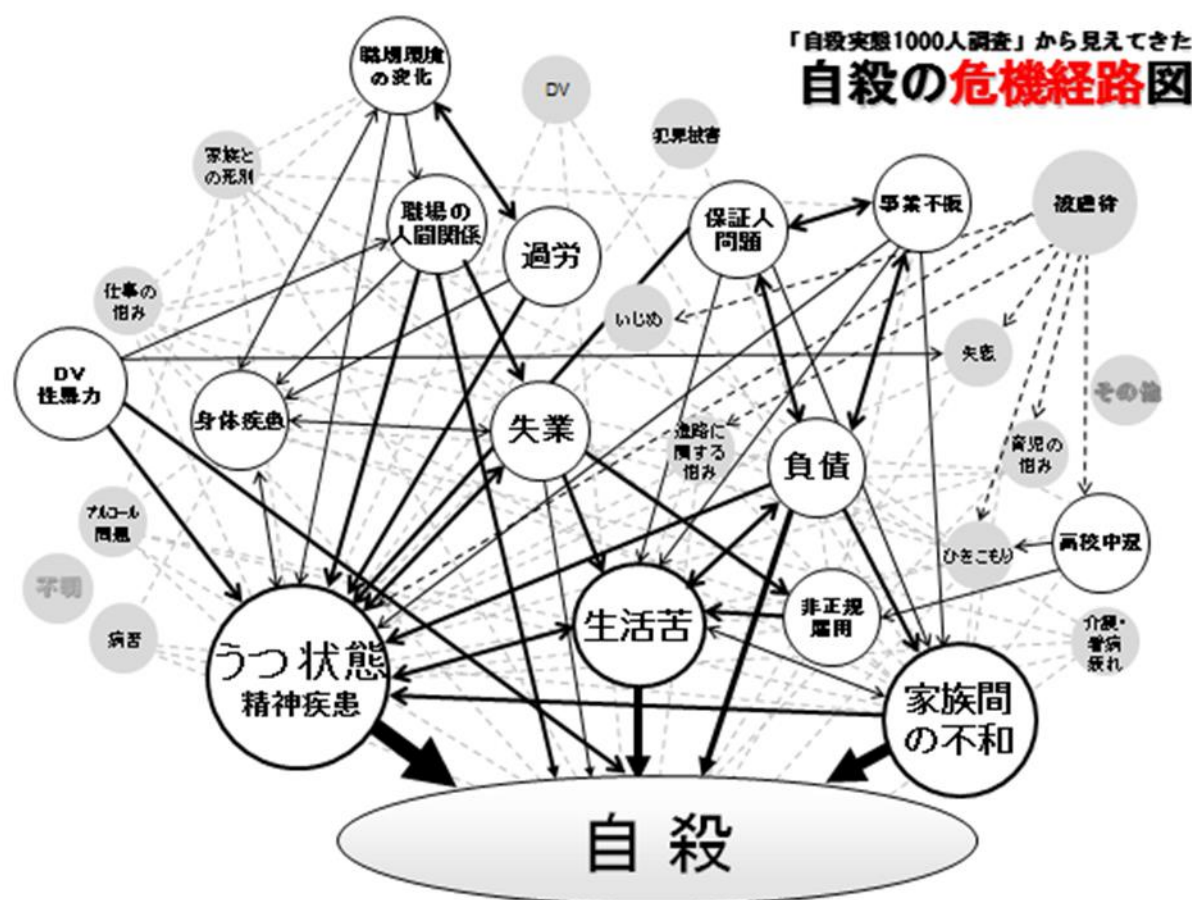 「自殺実態1000人調査」から見えてきた
自殺の危機経路図
職場環境
の変化
DV
犯罪被害
家族と
の死別
職場の
人間関係
過労
保証人
問題
事業不振
被虐待
仕事の
悩み
いじめ
失恋
DV
性暴力
身体疾患
失業
進路に
関する
悩み
負債
その他
育児の
悩み
アルコール
問題
ひきこもり
高校中退
不明
病苦
うつ状態
精神疾患
生活苦
非正規
雇用
介護・
看病
疲れ
家族間
の不和
自殺